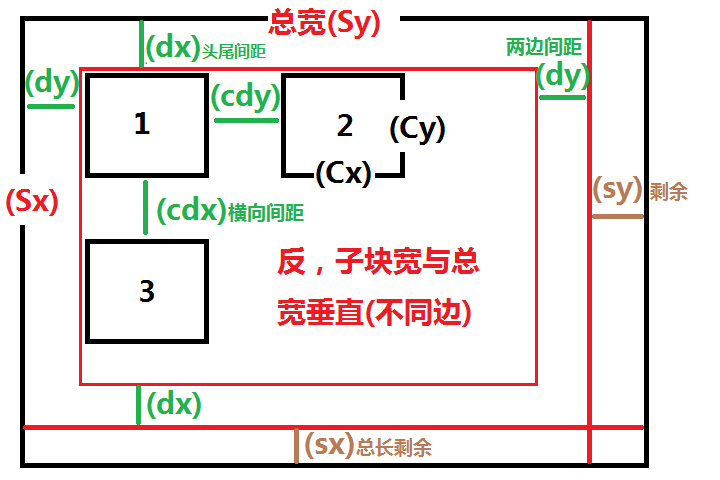 总宽(Sy)
(dx)头尾间距
两边间距
(dy)
(dy)
(cdy)
1
2
(Cy)
(Cx)
(Sx)
(sy)剩余
(cdx)横向间距
3
反，子块宽与总
宽垂直(不同边)
(dx)
(sx)总长剩余